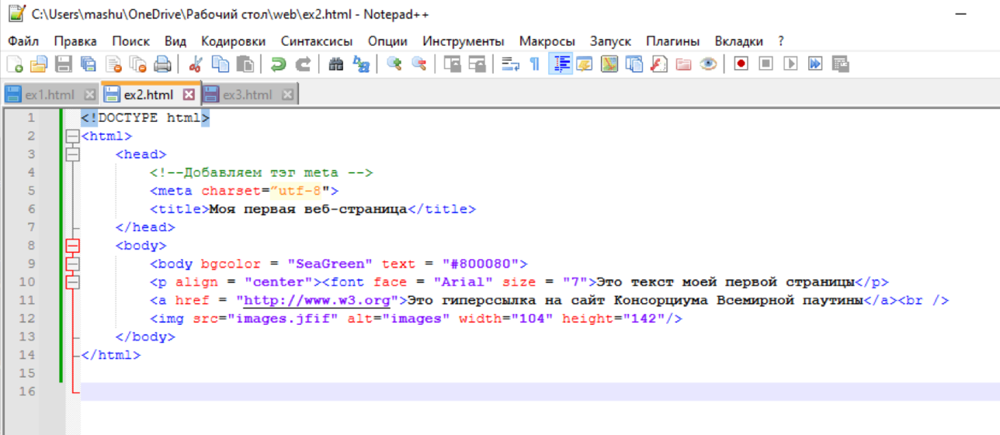 C:\Users\mashu\OneDrive\Рабочий стол\web\ex2.html - Notepad++
Файл Правка Поиск Вид Кодировки Синтаксисы Опции Инструменты Макросы Запуск Плагины Вкладки ?
ex1.html ex2.html ex3.html
1 <!DOCTYPE html>
2 <html>
3 <head>
4 <!--Добавляем тэг meta -->
5 <meta charset=“utf-8">
6 <title>Моя первая веб-страница</title>
7 </head>
8 <body>
9 <body bgcolor = "SeaGreen" text = "#800080">
10 <p align = "center"><font face = "Arial" size = "7">Это текст моей первой страницы</p>
11 <a href = "http://www.w3.org">Это гиперссылка на сайт Консорциума Всемирной паутины</a><br />
12 <img src="images.jfif" alt="images" width="104" height="142"/>
13 </body>
14 </html>
15
16